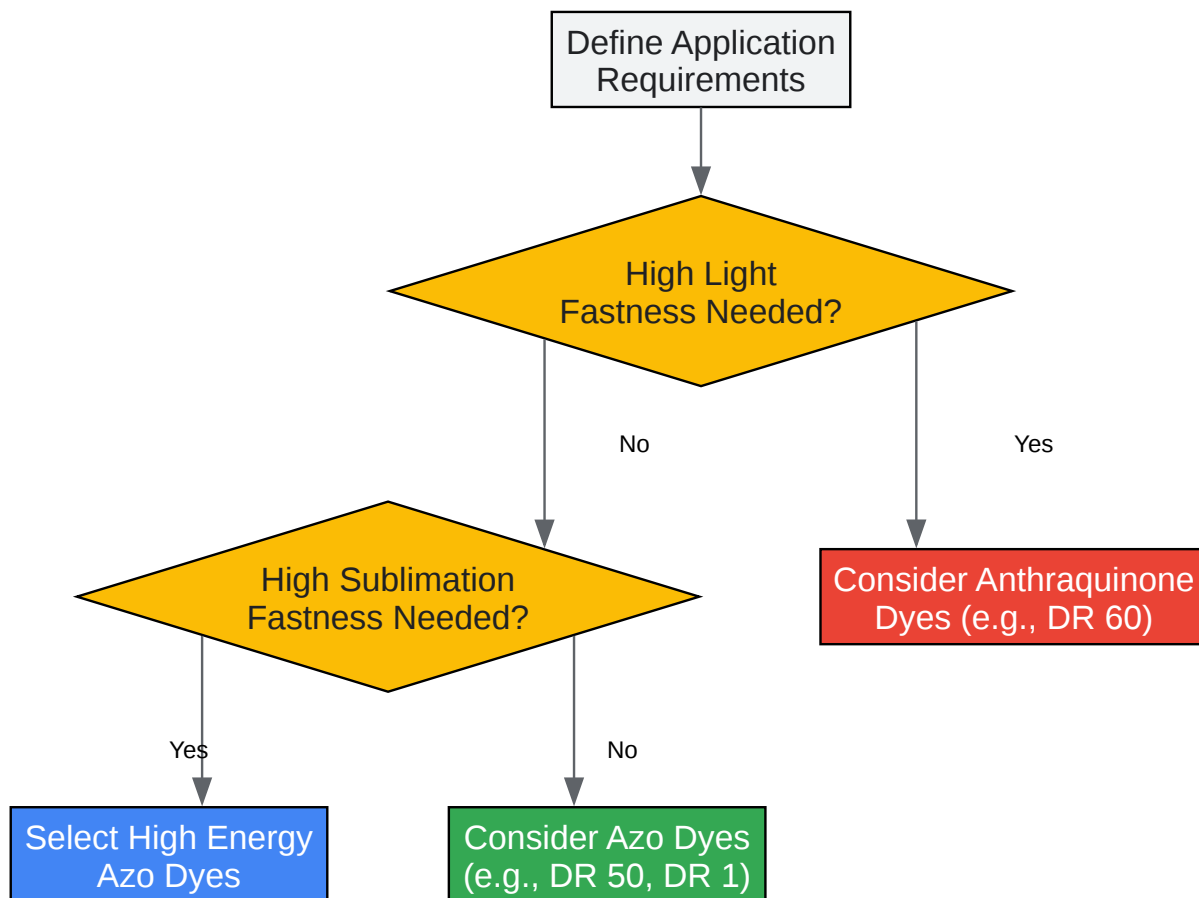 Define Application
Requirements
High Light
Fastness Needed?
No
Yes
High Sublimation
Fastness Needed?
Consider Anthraquinone
Dyes (e.g., DR 60)
Yes
No
Select High Energy
Azo Dyes
Consider Azo Dyes
(e.g., DR 50, DR 1)